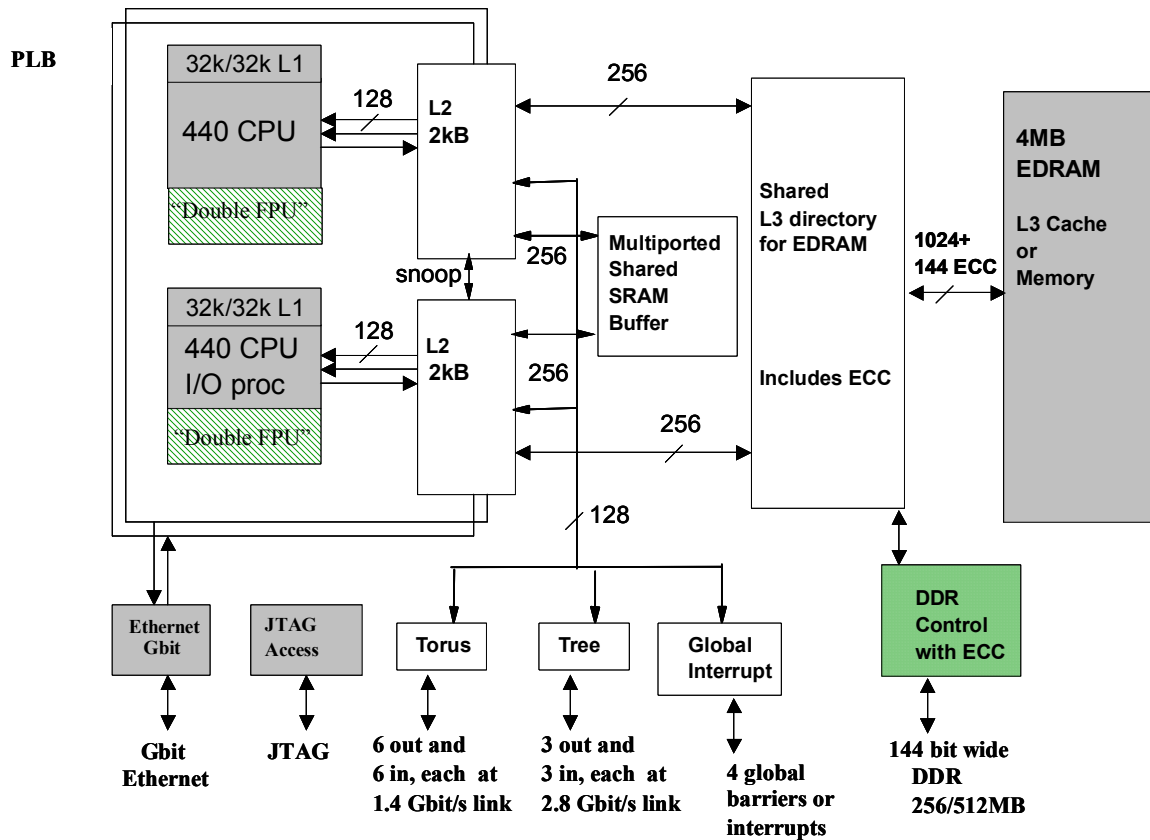 PLB
32k/32k L1
440 CPU
“Double FPU”
128
L2
2kB
256
Shared
L3 directory
for EDRAM
Includes ECC
4MB
EDRAM
L3 Cache
or
Memory
1024+
144 ECC
256
Multiported
Shared
SRAM
Buffer
snoop
32k/32k L1
440 CPU
I/O proc
“Double FPU”
128
L2
2kB
256
256
128
Ethernet
Gbit
JTAG
Access
Torus
Tree
Global
Interrupt
DDR
Control
with ECC
Gbit
Ethernet
JTAG
6 out and
6 in, each at
1.4 Gbit/s link
3 out and
3 in, each at
2.8 Gbit/s link
4 global
barriers or
interrupts
144 bit wide
DDR
256/512MB